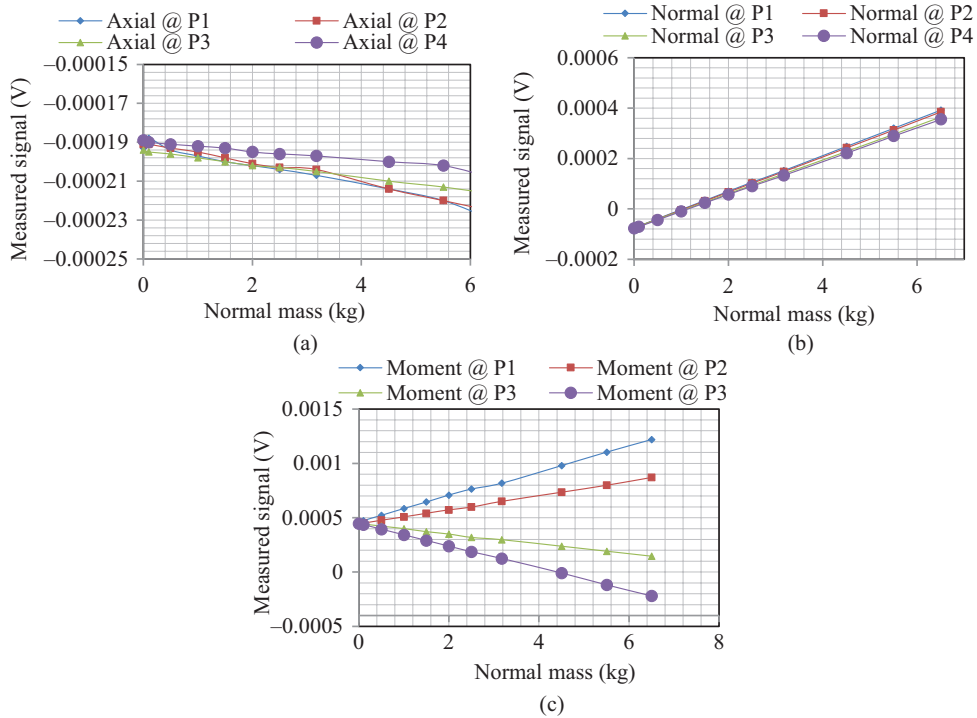 Axial @ P1 Axial @ P2
Axial @ P3 Axial @ P4
Measured signal (V)
–0.00015
–0.00017
–0.00019
–0.00021
–0.00023
–0.00025
0 2 4 6
Normal mass (kg)
(a)
Normal @ P1 Normal @ P2
Normal @ P3 Normal @ P4
Measured signal (V)
0.0006
0.0004
0.0002
0
–0.0002
0 2 4 6 8
Normal mass (kg)
(b)
Moment @ P1 Moment @ P2
Moment @ P3 Moment @ P3
Measured signal (V)
0.0015
0.001
0.0005
0
–0.0005
0 2 4 6 8
Normal mass (kg)
(c)